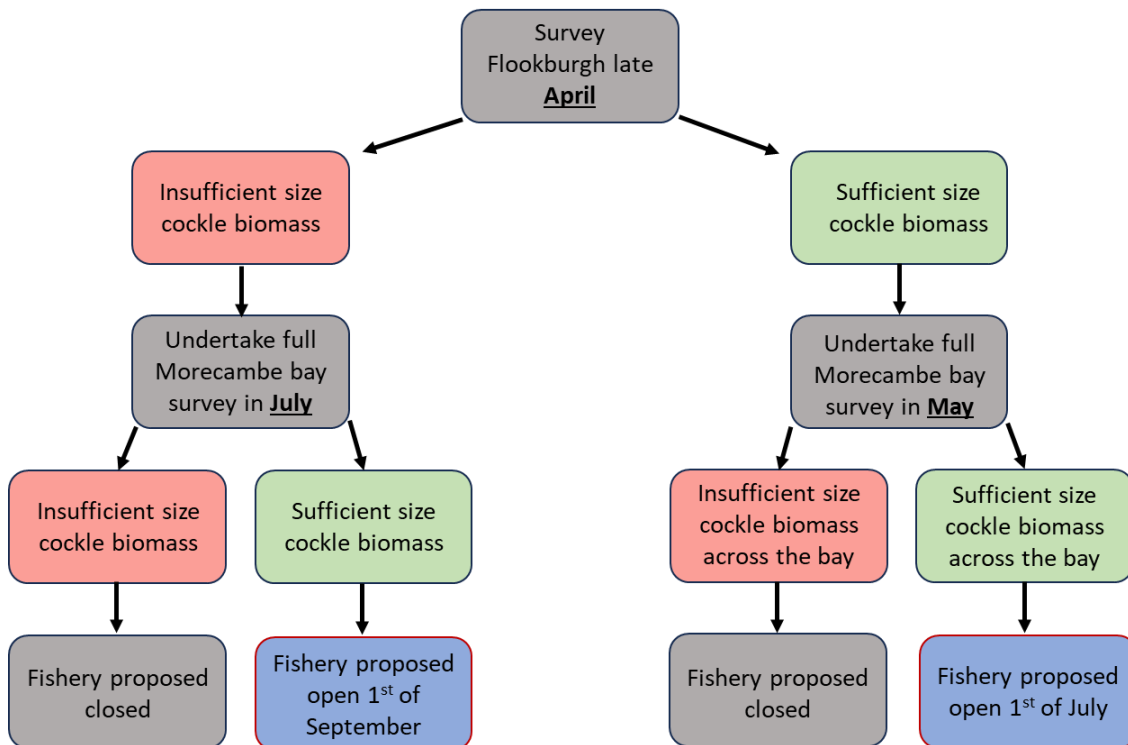 Survey
Flookburgh late
April
Insufficient size
cockle biomass
Sufficient size
cockle biomass
Undertake full
Morecambe bay
survey in July
Undertake full
Morecambe bay
survey in May
Insufficient size
cockle biomass
Sufficient size
cockle biomass
Insufficient size
cockle biomass
across the bay
Sufficient size
cockle biomass
across the bay
Fishery proposed
closed
Fishery proposed
open 1st of
September
Fishery proposed
closed
Fishery proposed
open 1st of July